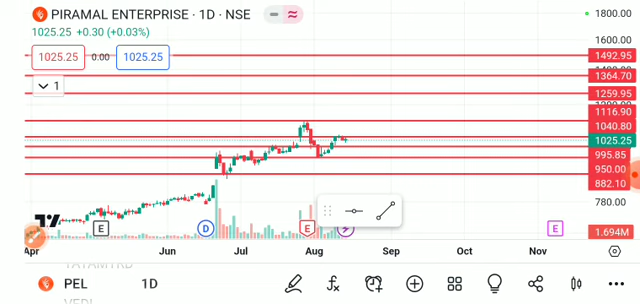 PIRAMAL ENTERPRISE · 1D · NSE
1025.25 +0.30 (+0.03%)
1025.25 0.00 1025.25
1
1800.00
1600.00
1492.95
1364.70
1259.95
1116.90
1040.80
1025.25
995.85
950.00
882.10
780.00
1.694M
E D E E
Apr Jun Jul Aug Sep Oct Nov
PEL 1D